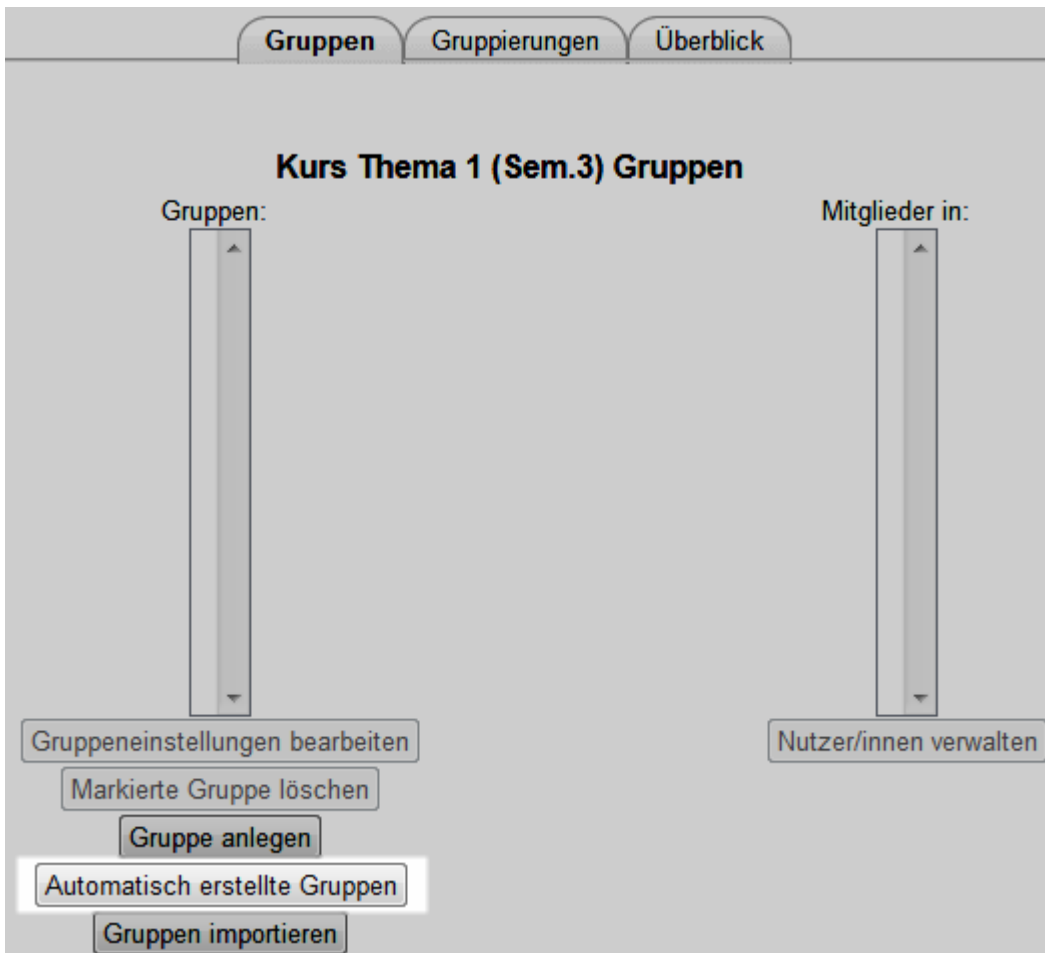 Gruppen Gruppierungen Überblick
Kurs Thema 1 (Sem.3) Gruppen
Gruppen: Mitglieder in:
Gruppeneinstellungen bearbeiten Nutzer/innen verwalten
Markierte Gruppe löschen
Gruppe anlegen
Automatisch erstellte Gruppen
Gruppen importieren